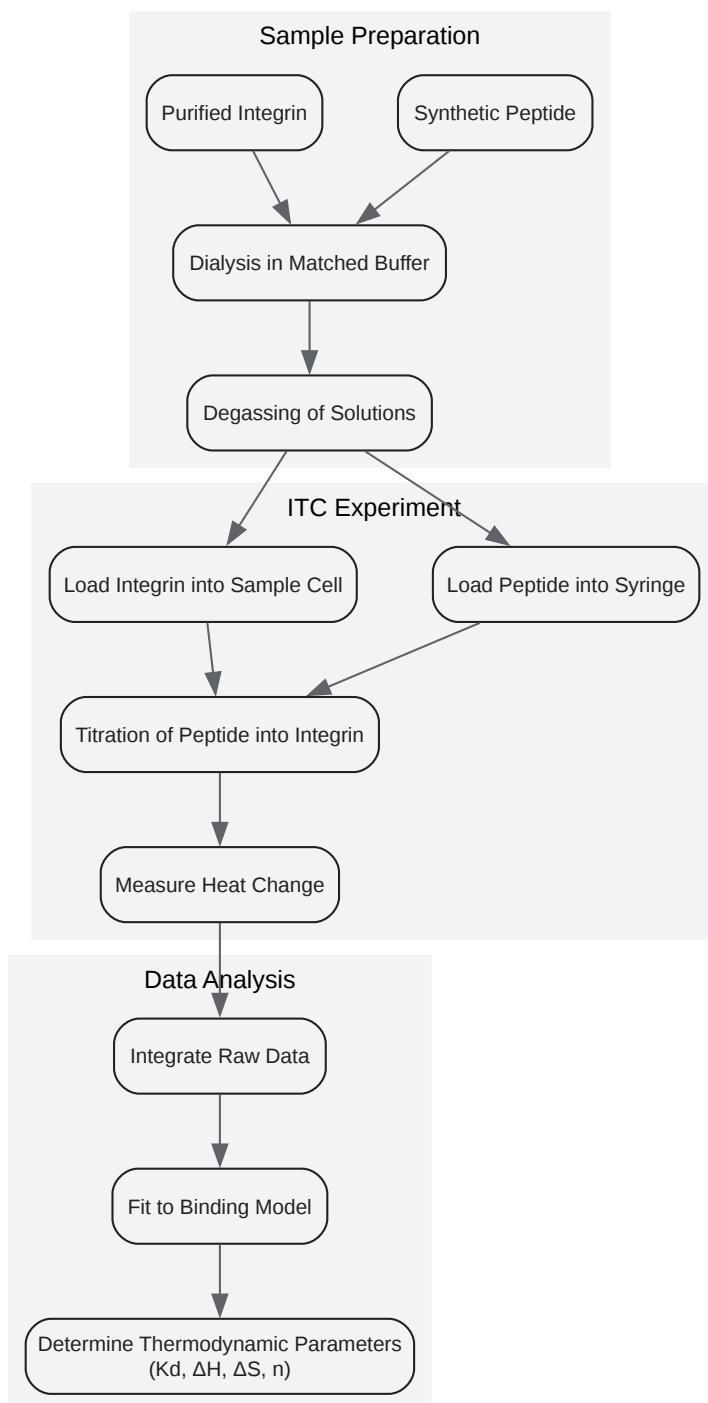 Sample Preparation
Purified Integrin
Synthetic Peptide
Dialysis in Matched Buffer
Degassing of Solutions
ITC Experiment
Load Integrin into Sample Cell
Load Peptide into Syringe
Titration of Peptide into Integrin
Measure Heat Change
Data Analysis
Integrate Raw Data
Fit to Binding Model
Determine Thermodynamic Parameters
(Kd, ΔH, ΔS, n)